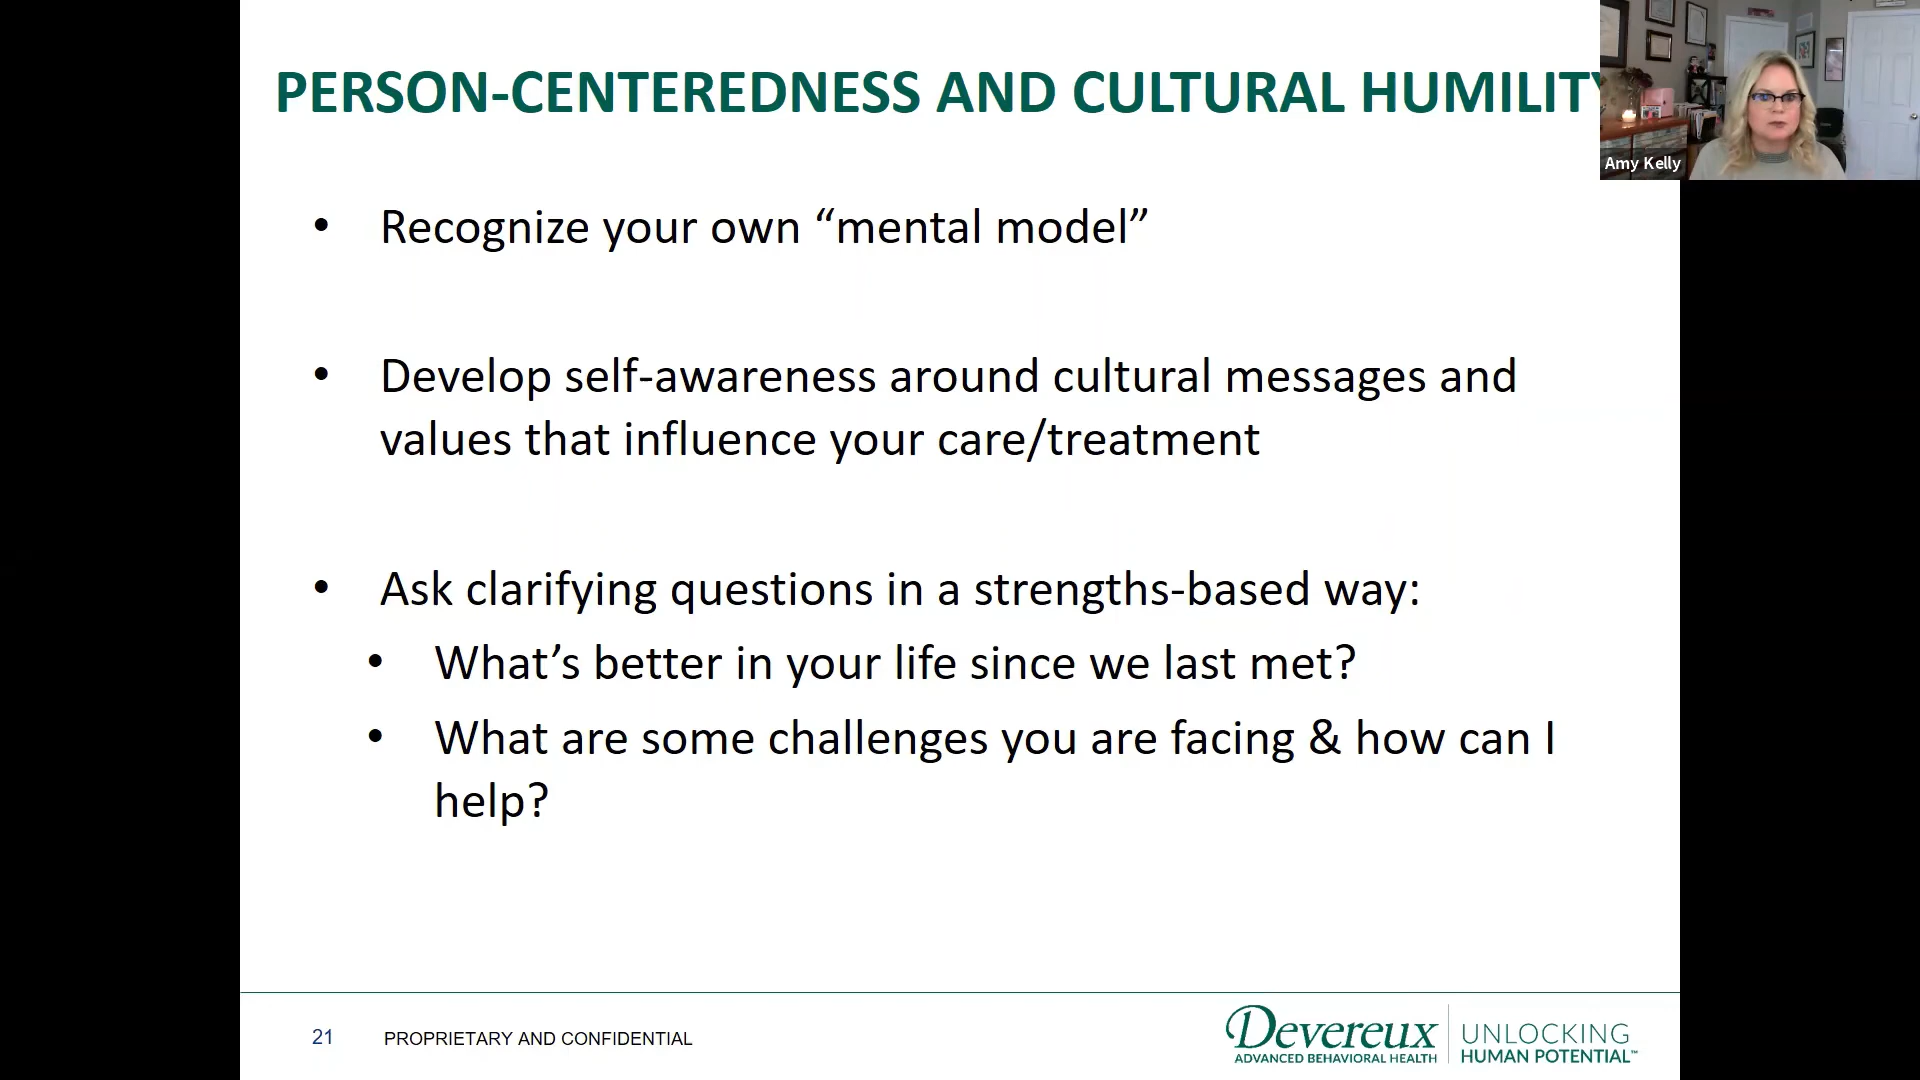 PERSON-CENTEREDNESS AND CULTURAL HUMILITY
Amy Kelly
• Recognize your own “mental model”
• Develop self-awareness around cultural messages and
values that influence your care/treatment
• Ask clarifying questions in a strengths-based way:
• What’s better in your life since we last met?
• What are some challenges you are facing & how can I
help?
21 PROPRIETARY AND CONFIDENTIAL
Devereux
ADVANCED BEHAVIORAL HEALTH
UNLOCKING
HUMAN POTENTIAL™